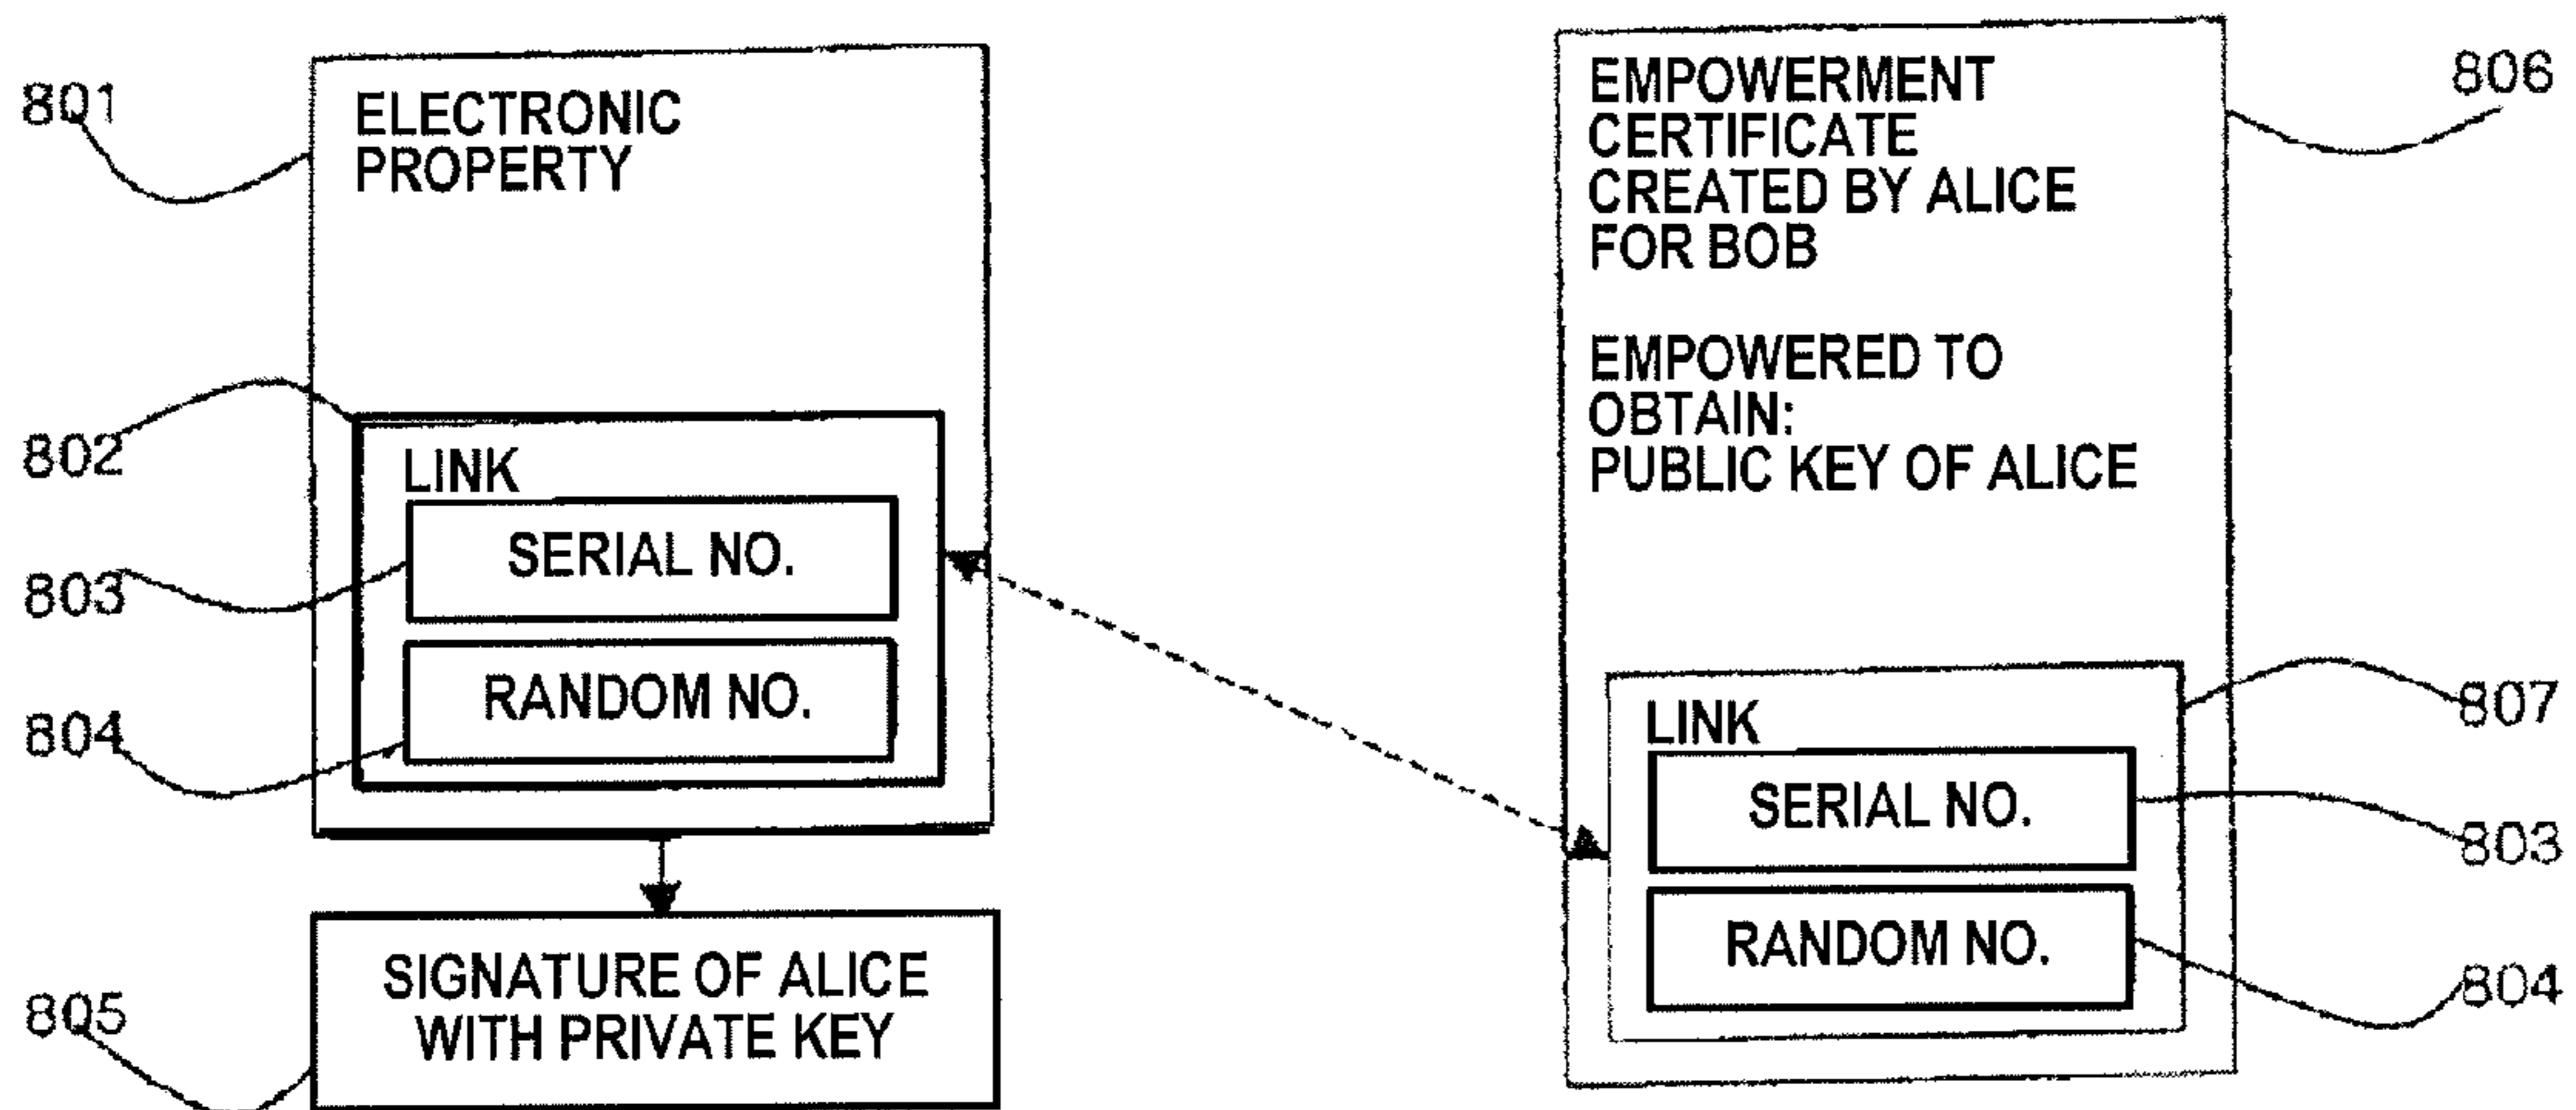 801
ELECTRONIC
PROPERTY
802
LINK
803
SERIAL NO.
804
RANDOM NO.
805
SIGNATURE OF ALICE
WITH PRIVATE KEY
806
EMPOWERMENT
CERTIFICATE
CREATED BY ALICE
FOR BOB
EMPOWERED TO
OBTAIN:
PUBLIC KEY OF ALICE
807
LINK
SERIAL NO.
803
RANDOM NO.
804